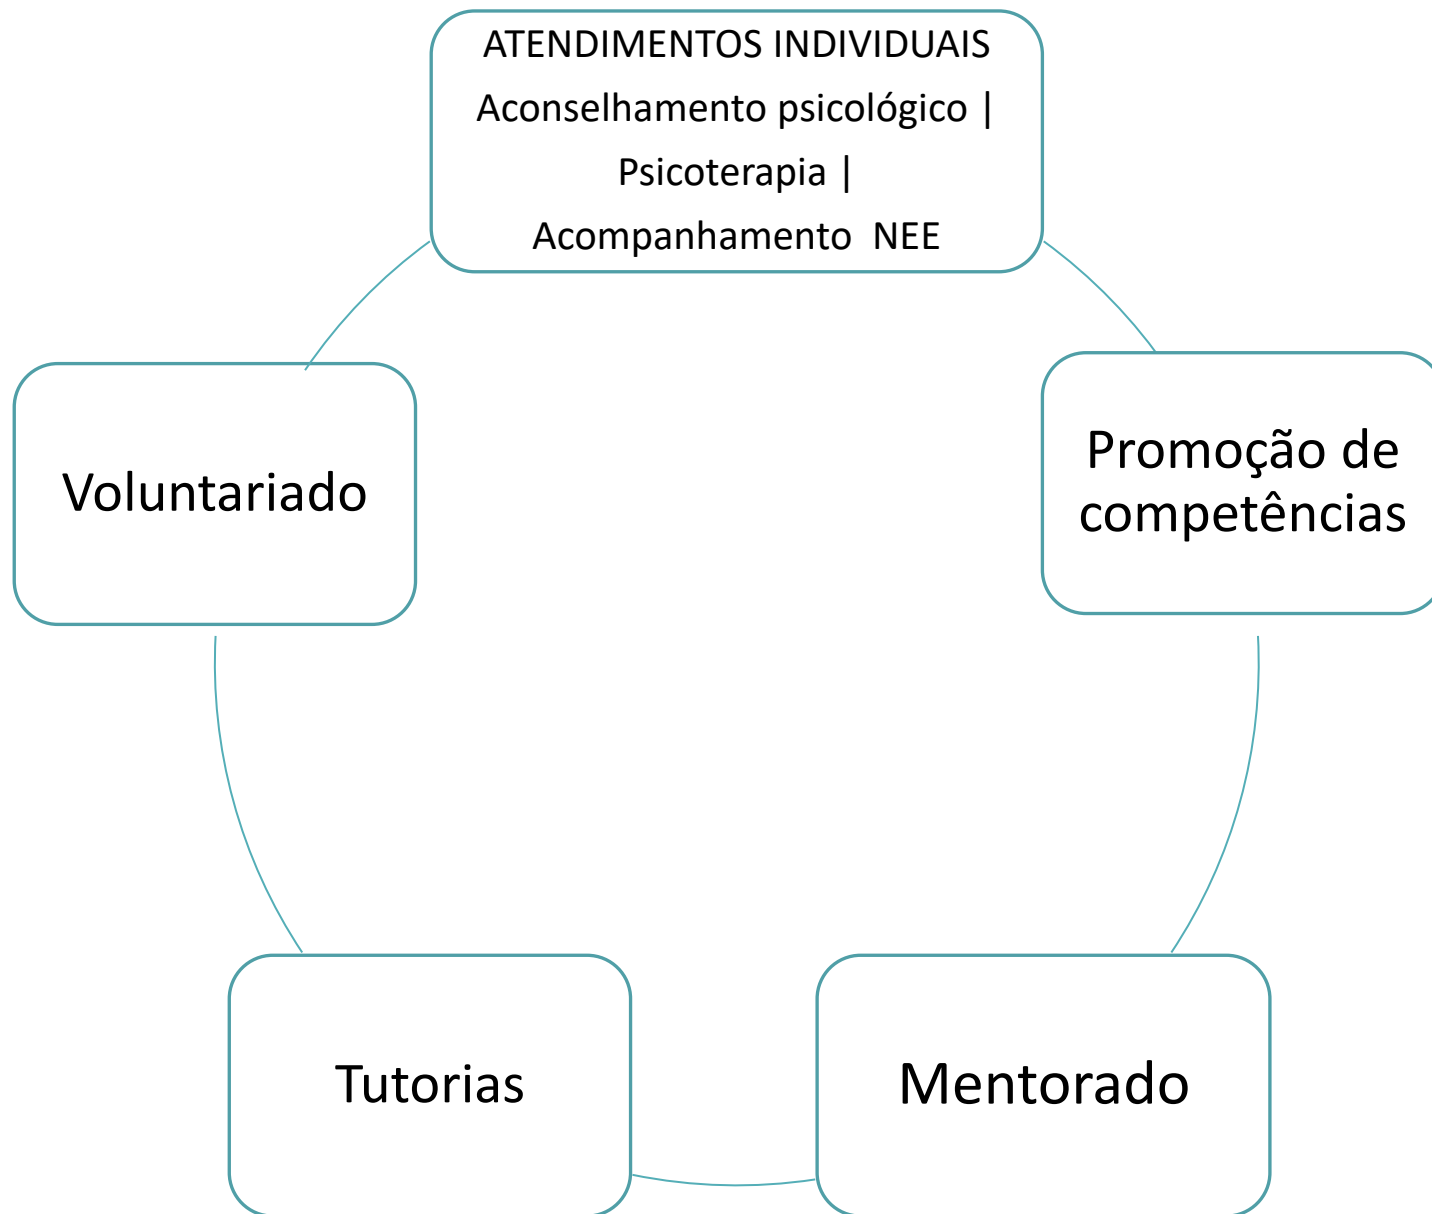 ATENDIMENTOS INDIVIDUAIS
Aconselhamento psicológico |
Psicoterapia |
Acompanhamento  NEE
Voluntariado
Promoção de
competências
Tutorias
Mentorado